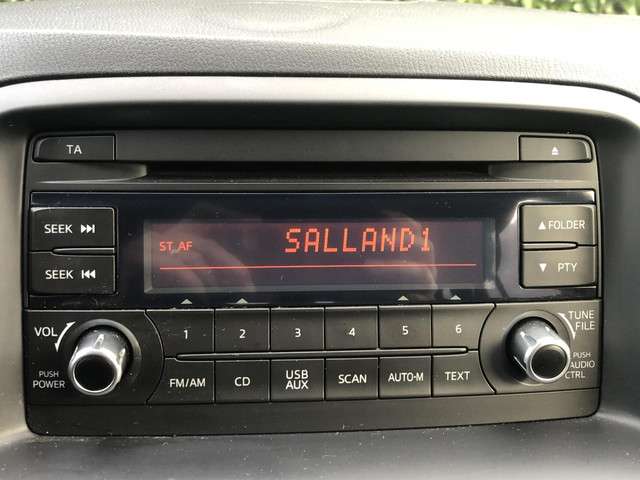 TA
SEEK
SEEK
ST AF
SALLAND1
FOLDER
PTY
VOL
PUSH
POWER
1 2 3 4 5 6
FM/AM CD USB AUX SCAN AUTO-M TEXT
TUNE
FILE
PUSH
AUDIO
CTRL